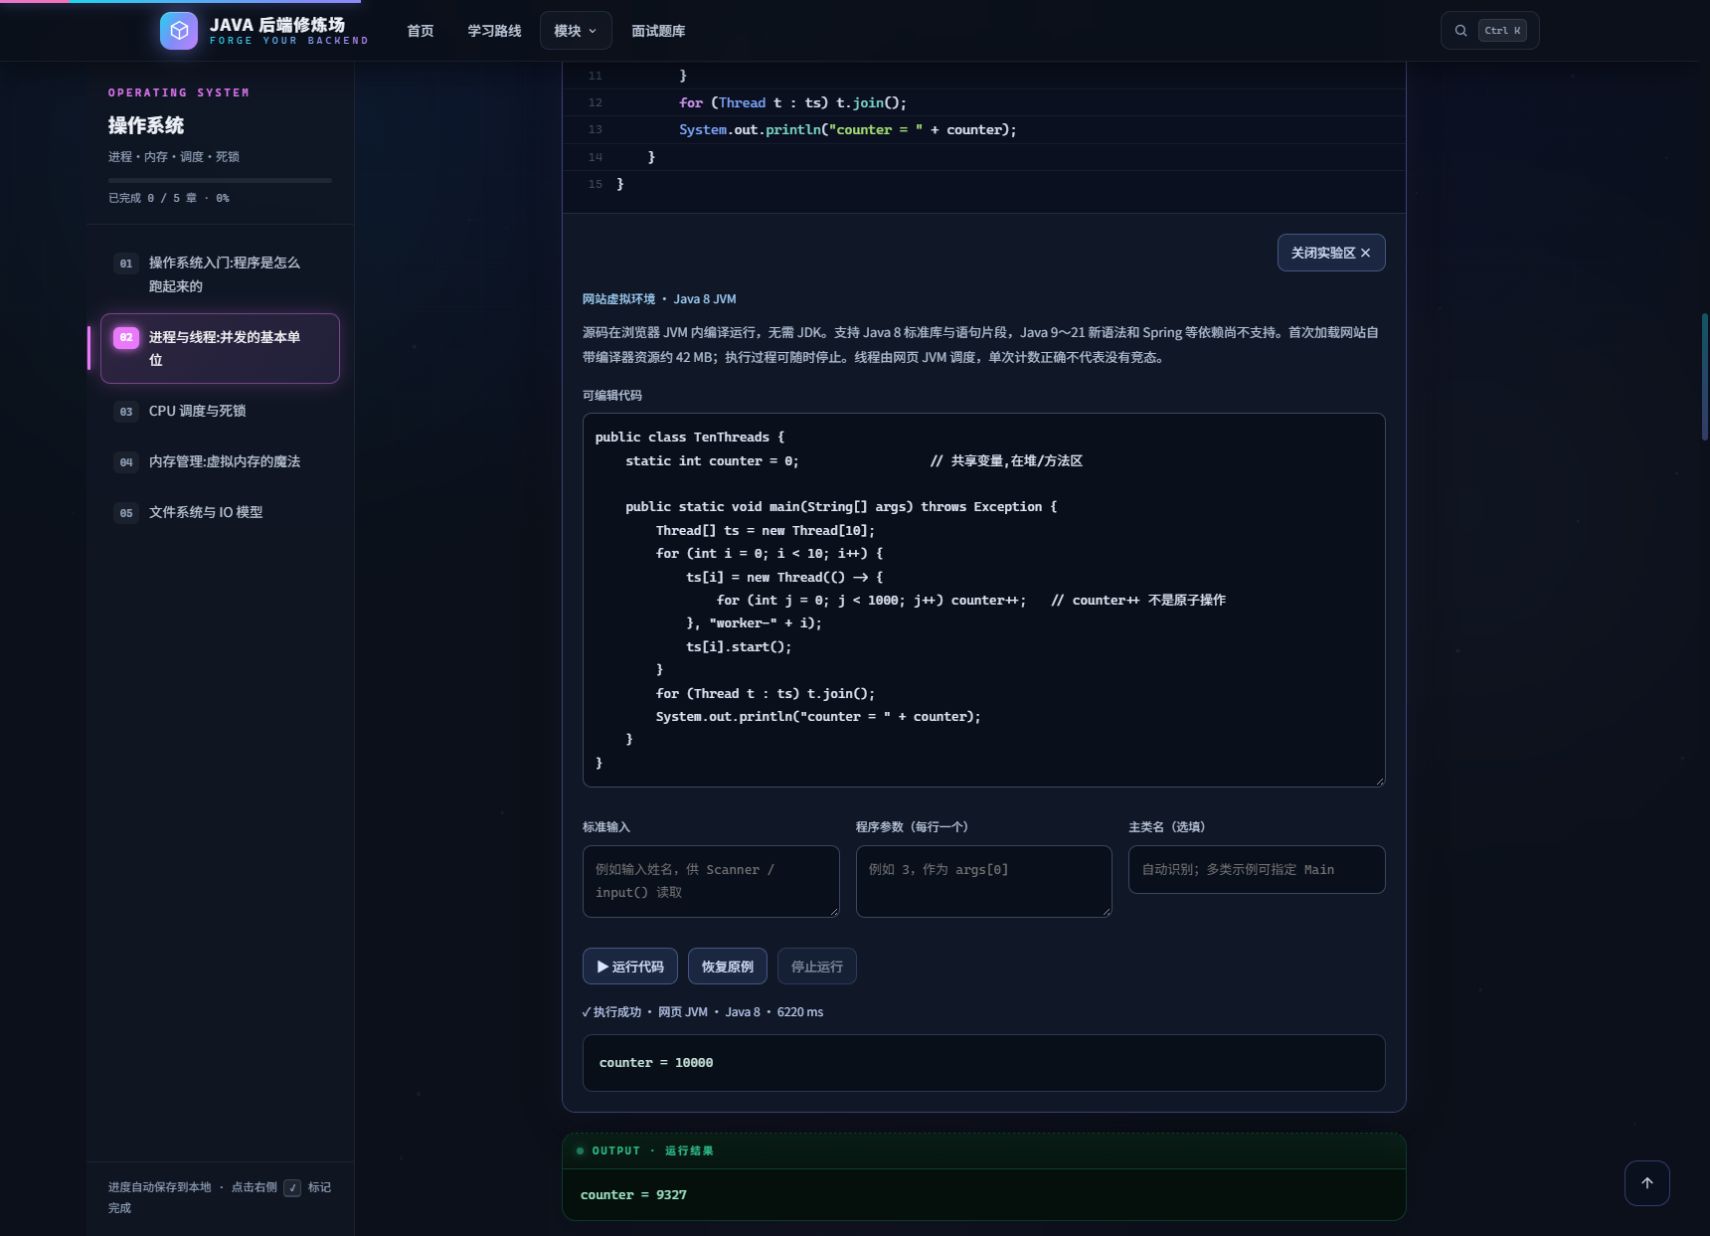 JAVA 后端修炼场
FORGE YOUR BACKEND
首页
学习路线
模块
面试题库
Ctrl K
OPERATING SYSTEM
操作系统
进程・内存・调度・死锁
已完成 0 / 5 章 · 0%
01 操作系统入门:程序是怎么
跑起来的
02 进程与线程:并发的基本单
位
03 CPU 调度与死锁
04 内存管理:虚拟内存的魔法
05 文件系统与 IO 模型
进度自动保存到本地 · 点击右侧 ✓ 标记
完成
11 }
12 for (Thread t : ts) t.join();
13 System.out.println("counter = " + counter);
14 }
15 }
关闭实验区 ×
网站虚拟环境 · Java 8 JVM
源码在浏览器 JVM 内编译运行，无需 JDK。支持 Java 8 标准库与语句片段，Java 9～21 新语法和 Spring 等依赖尚不支持。首次加载网站自
带编译器资源约 42 MB；执行过程可随时停止。线程由网页 JVM 调度，单次计数正确不代表没有竞态。
可编辑代码
public class TenThreads {
static int counter = 0; // 共享变量,在堆/方法区
public static void main(String[] args) throws Exception {
Thread[] ts = new Thread[10];
for (int i = 0; i < 10; i++) {
ts[i] = new Thread(() -> {
for (int j = 0; j < 1000; j++) counter++; // counter++ 不是原子操作
}, "worker-" + i);
ts[i].start();
}
for (Thread t : ts) t.join();
System.out.println("counter = " + counter);
}
}
标准输入
例如输入姓名，供 Scanner /
input() 读取
程序参数（每行一个）
例如 3，作为 args[0]
主类名（选填）
自动识别；多类示例可指定 Main
▶ 运行代码
恢复原例
停止运行
✓ 执行成功 · 网页 JVM · Java 8 · 6220 ms
counter = 10000
OUTPUT · 运行结果
counter = 9327